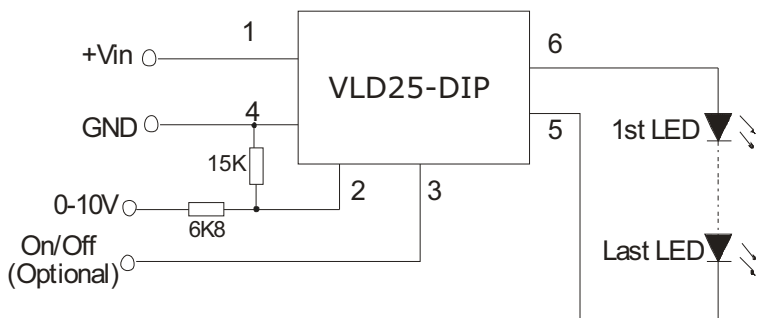 1
+Vin
VLD25-DIP
6
4
GND
5
1st LED
15K
2
3
0-10V
6K8
On/Off
(Optional)
Last LED